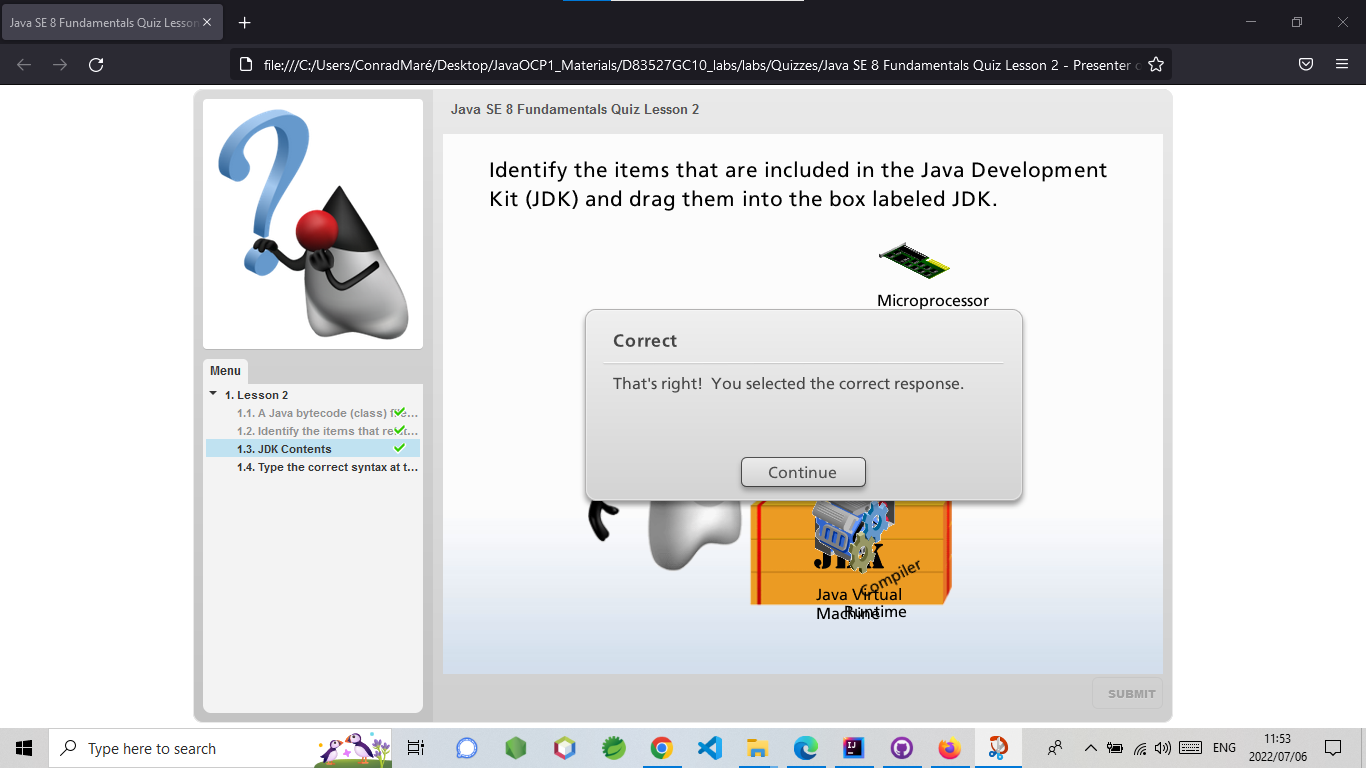 Java SE 8 Fundamentals Quiz Lesson
file:///C:/Users/ConradMaré/Desktop/JavaOCP1_Materials/D83527GC10_labs/labs/Quizzes/Java SE 8 Fundamentals Quiz Lesson 2 - Presenter
Java SE 8 Fundamentals Quiz Lesson 2
Identify the items that are included in the Java Development
Kit (JDK) and drag them into the box labeled JDK.
Microprocessor
Correct
That's right! You selected the correct response.
Continue
Menu
1. Lesson 2
1.1. A Java bytecode (class) file...
1.2. Identify the items that relat...
1.3. JDK Contents
1.4. Type the correct syntax at t...
JDK
Compiler
Java Virtual
Machine
Runtime
SUBMIT
Type here to search
ENG
11:53
2022/07/06